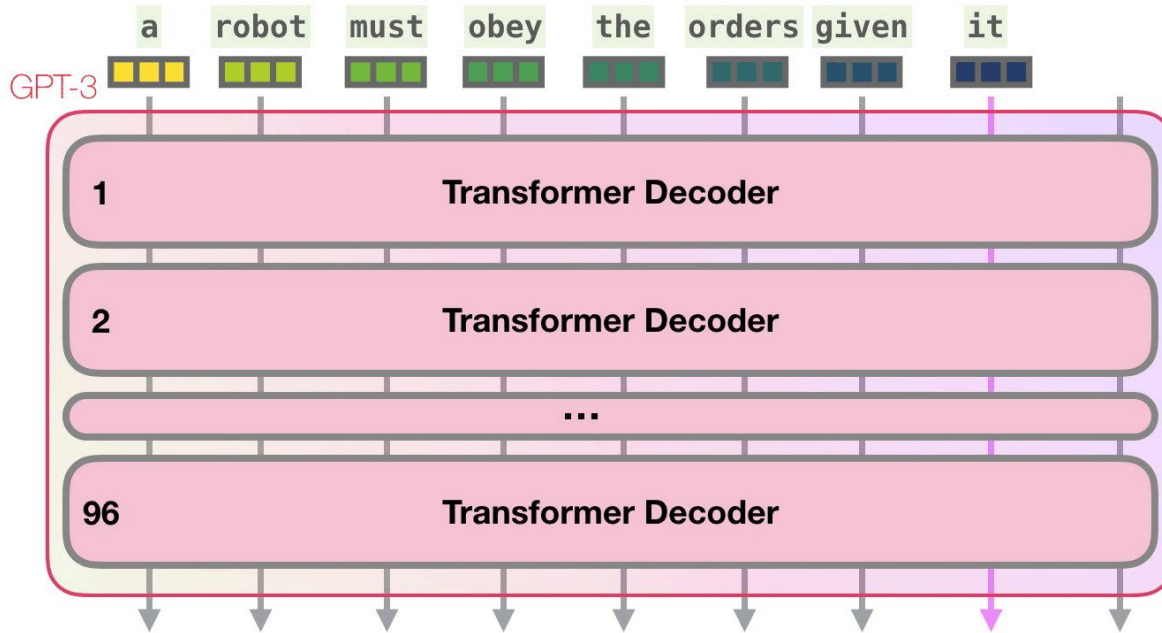 a robot must obey the orders given it
GPT-3
1 Transformer Decoder
2 Transformer Decoder
...
96 Transformer Decoder